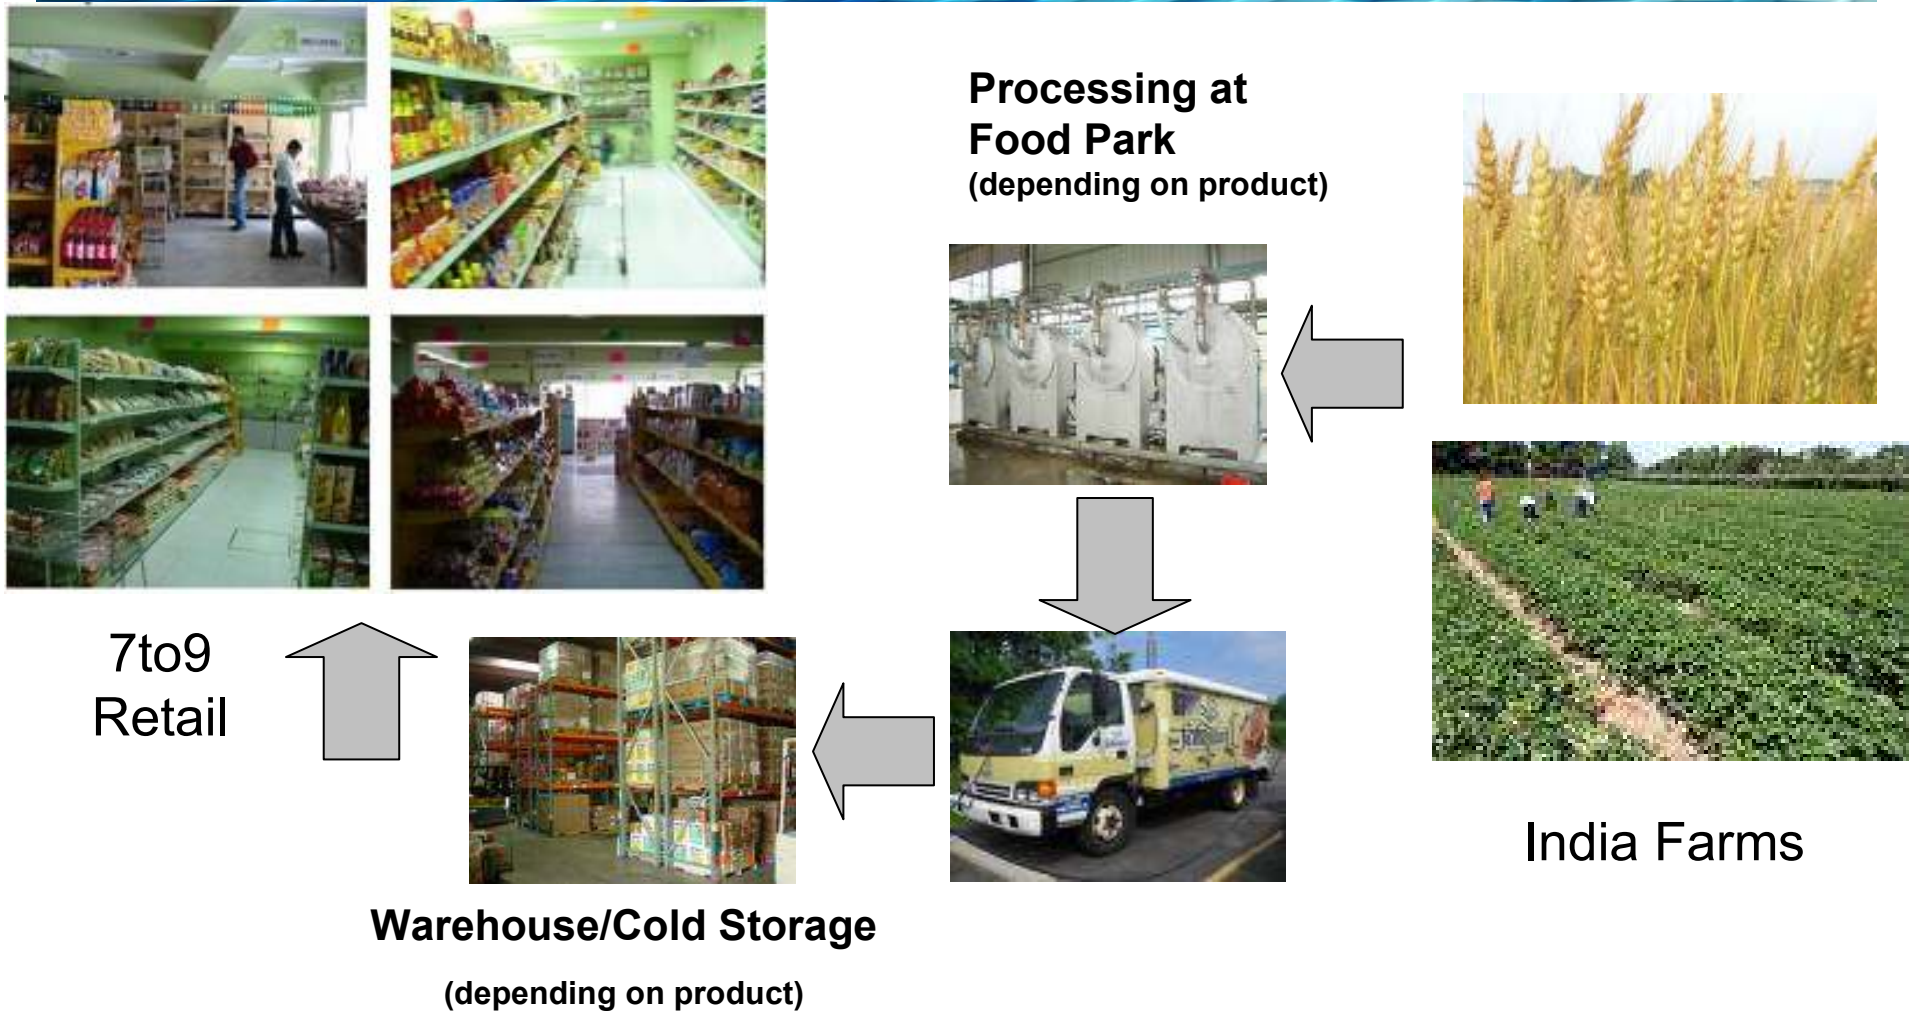 Processing at
Food Park
(depending on product)
7to9
Retail
India Farms
Warehouse/Cold Storage
(depending on product)